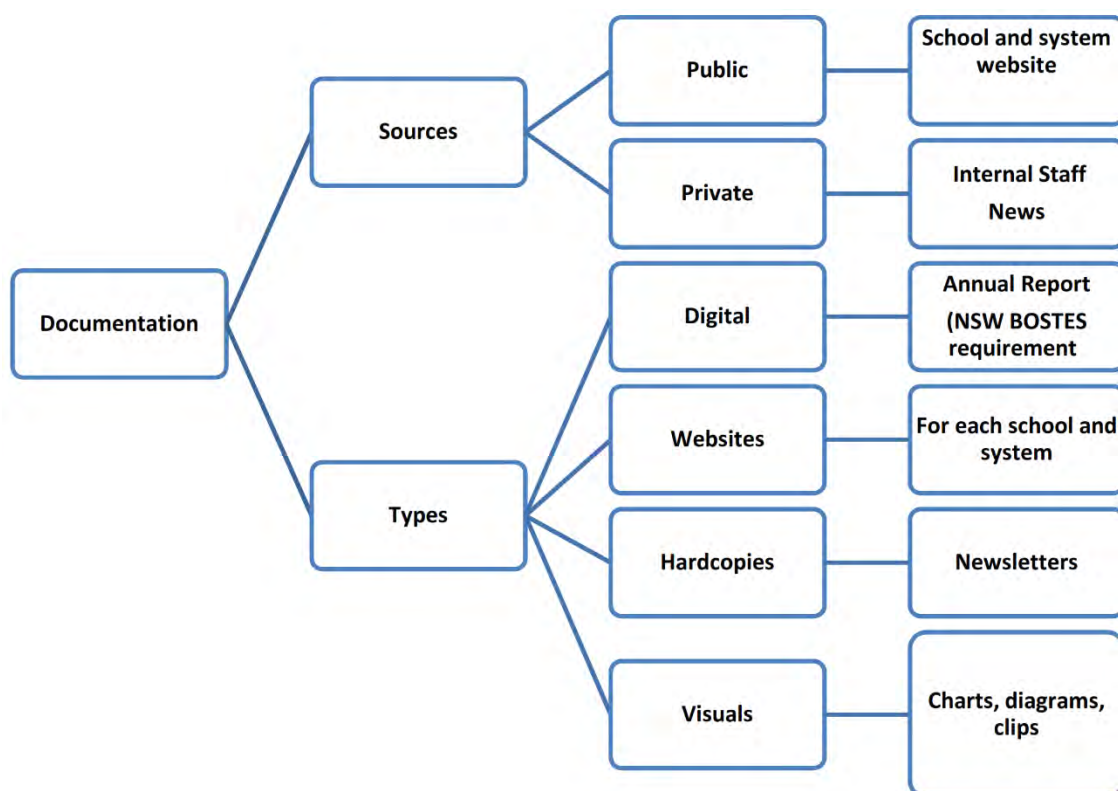 Documentation
Sources
Public
School and system
website
Private
Internal Staff
News
Types
Digital
Annual Report
(NSW BOSTES
requirement
Websites
For each school and
system
Hardcopies
Newsletters
Visuals
Charts, diagrams,
clips